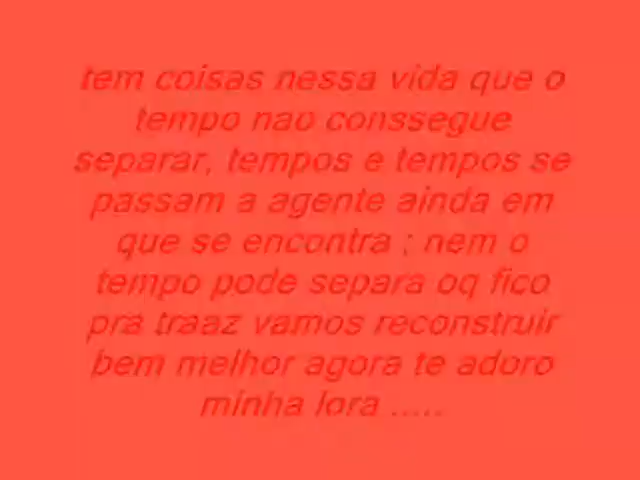 tem coisas nessa vida que o
tempo nao conssegue
separar, tempos e tempos se
passam a agente ainda em
que se encontra ; nem o
tempo pode separa oq fico
pra traaz vamos reconstruir
bem melhor agora te adoro
minha lora .....